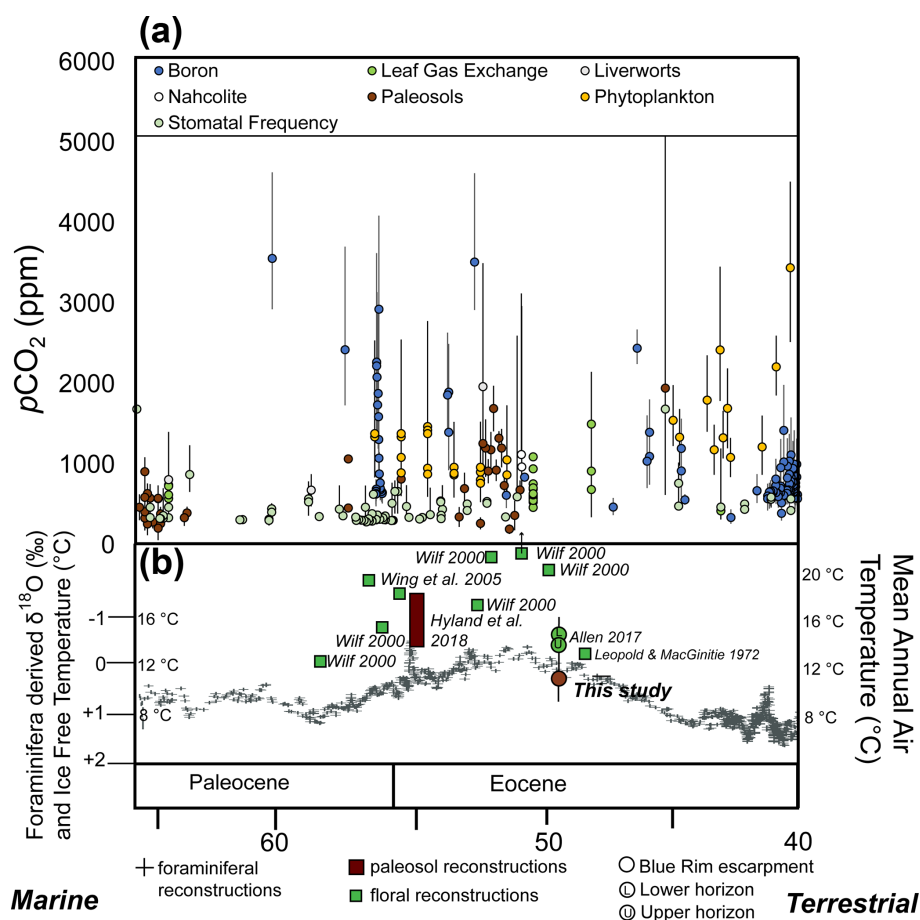 (a)
6000
5000
4000
3000
2000
1000
0
pCO2 (ppm)
Boron
Leaf Gas Exchange
Liverworts
Nahcolite
Paleosols
Phytoplankton
Stomatal Frequency
(b)
Foraminifera derived δ18O (‰)
and Ice Free Temperature (°C)
-1
0
+1
+2
16 °C
12 °C
8 °C
Wilf 2000
Wilf 2000
Wilf 2000
Wing et al. 2005
Wilf 2000
Hyland et al.
2018
Wilf 2000
Wilf 2000
Allen 2017
Leopold & MacGinitie 1972
This study
20 °C
16 °C
12 °C
8 °C
Mean Annual Air
Temperature (°C)
Paleocene
Eocene
60
50
40
foraminiferal
reconstructions
paleosol reconstructions
floral reconstructions
Blue Rim escarpment
L Lower horizon
U Upper horizon
Marine
Terrestrial